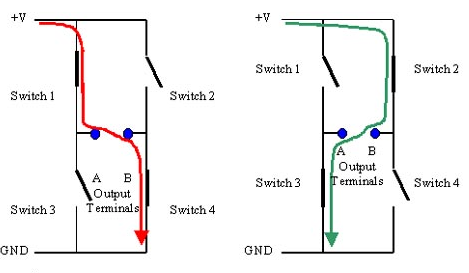 +V
Switch 1
Switch 2
A B
Output
Terminals
Switch 3
Switch 4
GND
+V
Switch 1
Switch 2
A B
Output
Terminals
Switch 3
Switch 4
GND